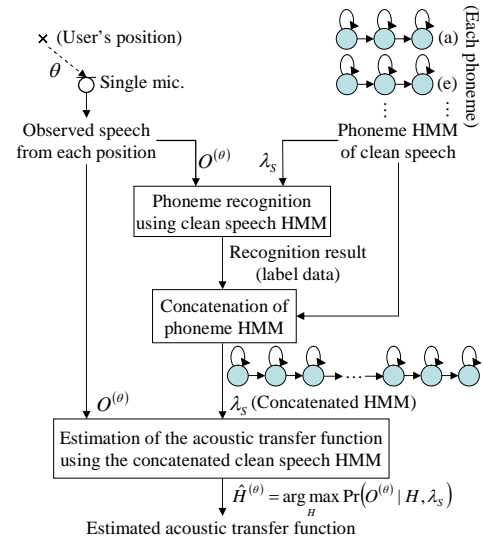 × (User's position)
θ
Single mic.
(a)
(e)
(Each phoneme)
⋮ ⋮
Observed speech
from each position
Phoneme HMM
of clean speech
O^(θ)
λ_S
Phoneme recognition
using clean speech HMM
Recognition result
(label data)
Concatenation of
phoneme HMM
...
O^(θ)
λ_S (Concatenated HMM)
Estimation of the acoustic transfer function
using the concatenated clean speech HMM
Ĥ^(θ) = arg max_H Pr(O^(θ) | H, λ_S)
Estimated acoustic transfer function